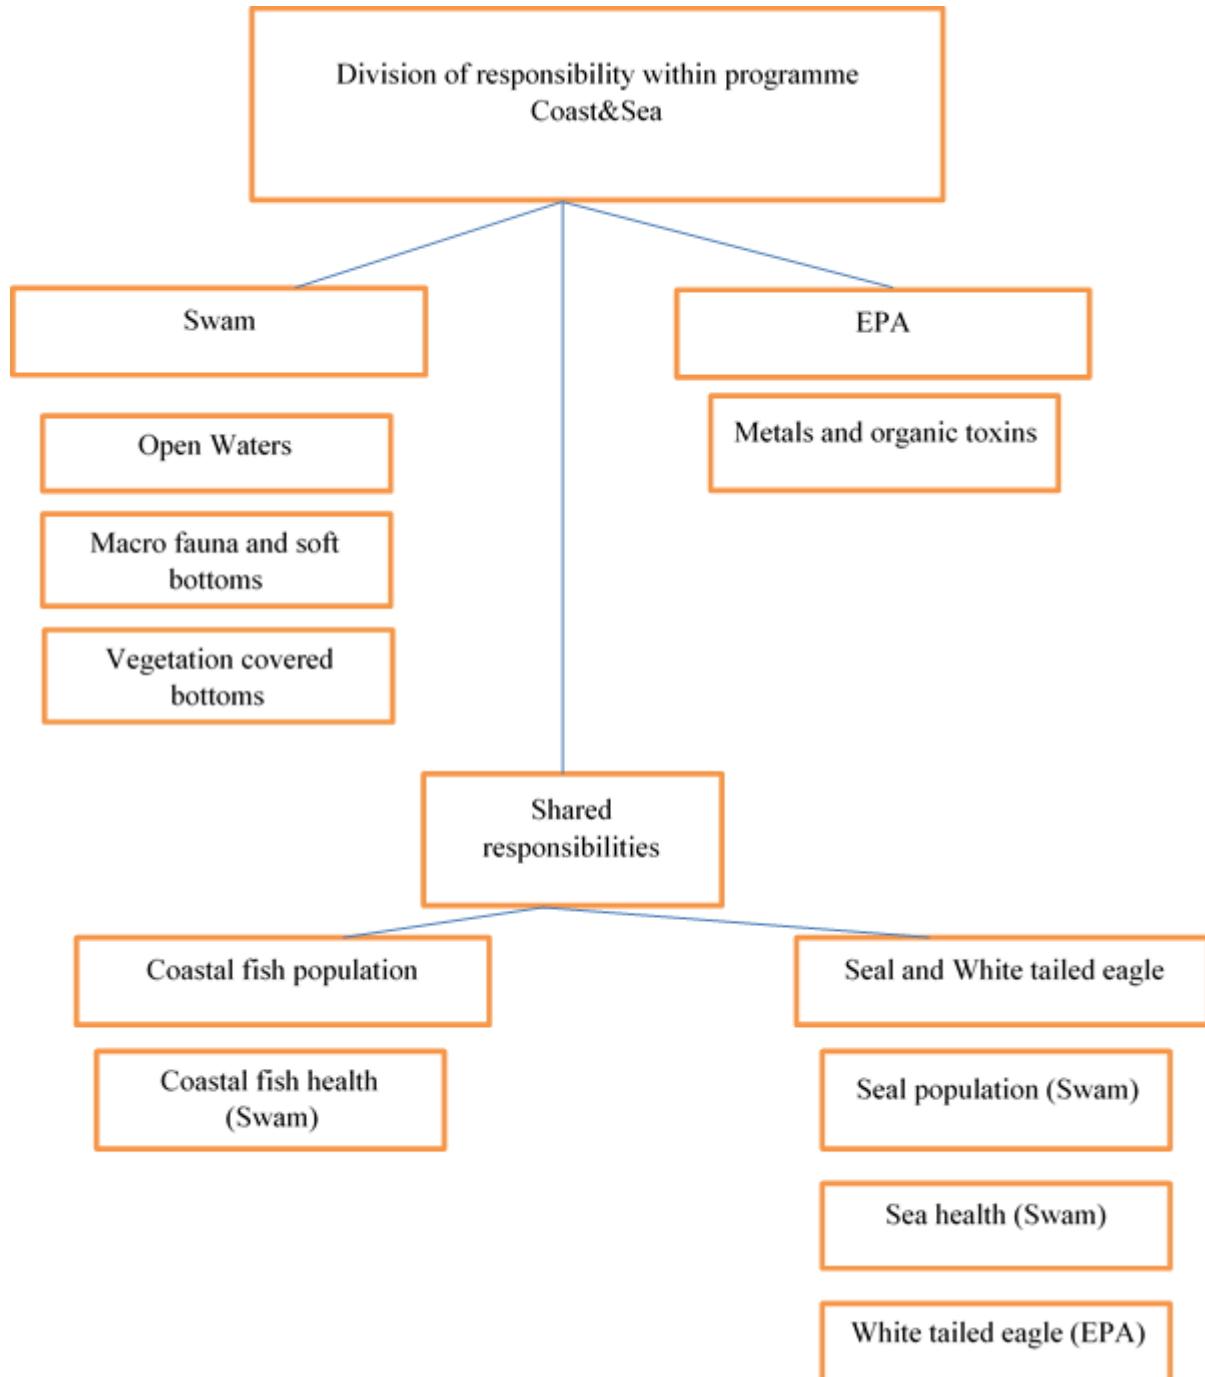 Division of responsibility within programme
Coast&Sea
Swam
EPA
Open Waters
Metals and organic toxins
Macro fauna and soft
bottoms
Vegetation covered
bottoms
Shared
responsibilities
Coastal fish population
Seal and White tailed eagle
Coastal fish health
(Swam)
Seal population (Swam)
Sea health (Swam)
White tailed eagle (EPA)